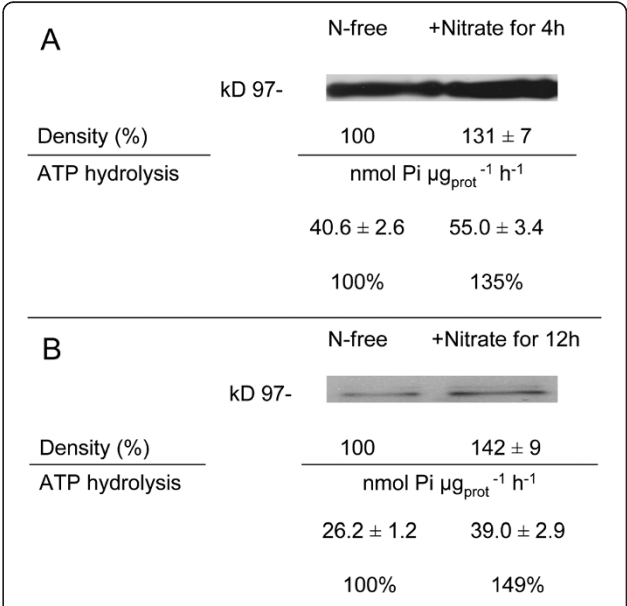 A
N-free +Nitrate for 4h
kD 97-
Density (%) 100 131 ± 7
ATP hydrolysis nmol Pi µgprot -1 h-1
40.6 ± 2.6 55.0 ± 3.4
100% 135%
B
N-free +Nitrate for 12h
kD 97-
Density (%) 100 142 ± 9
ATP hydrolysis nmol Pi µgprot -1 h-1
26.2 ± 1.2 39.0 ± 2.9
100% 149%